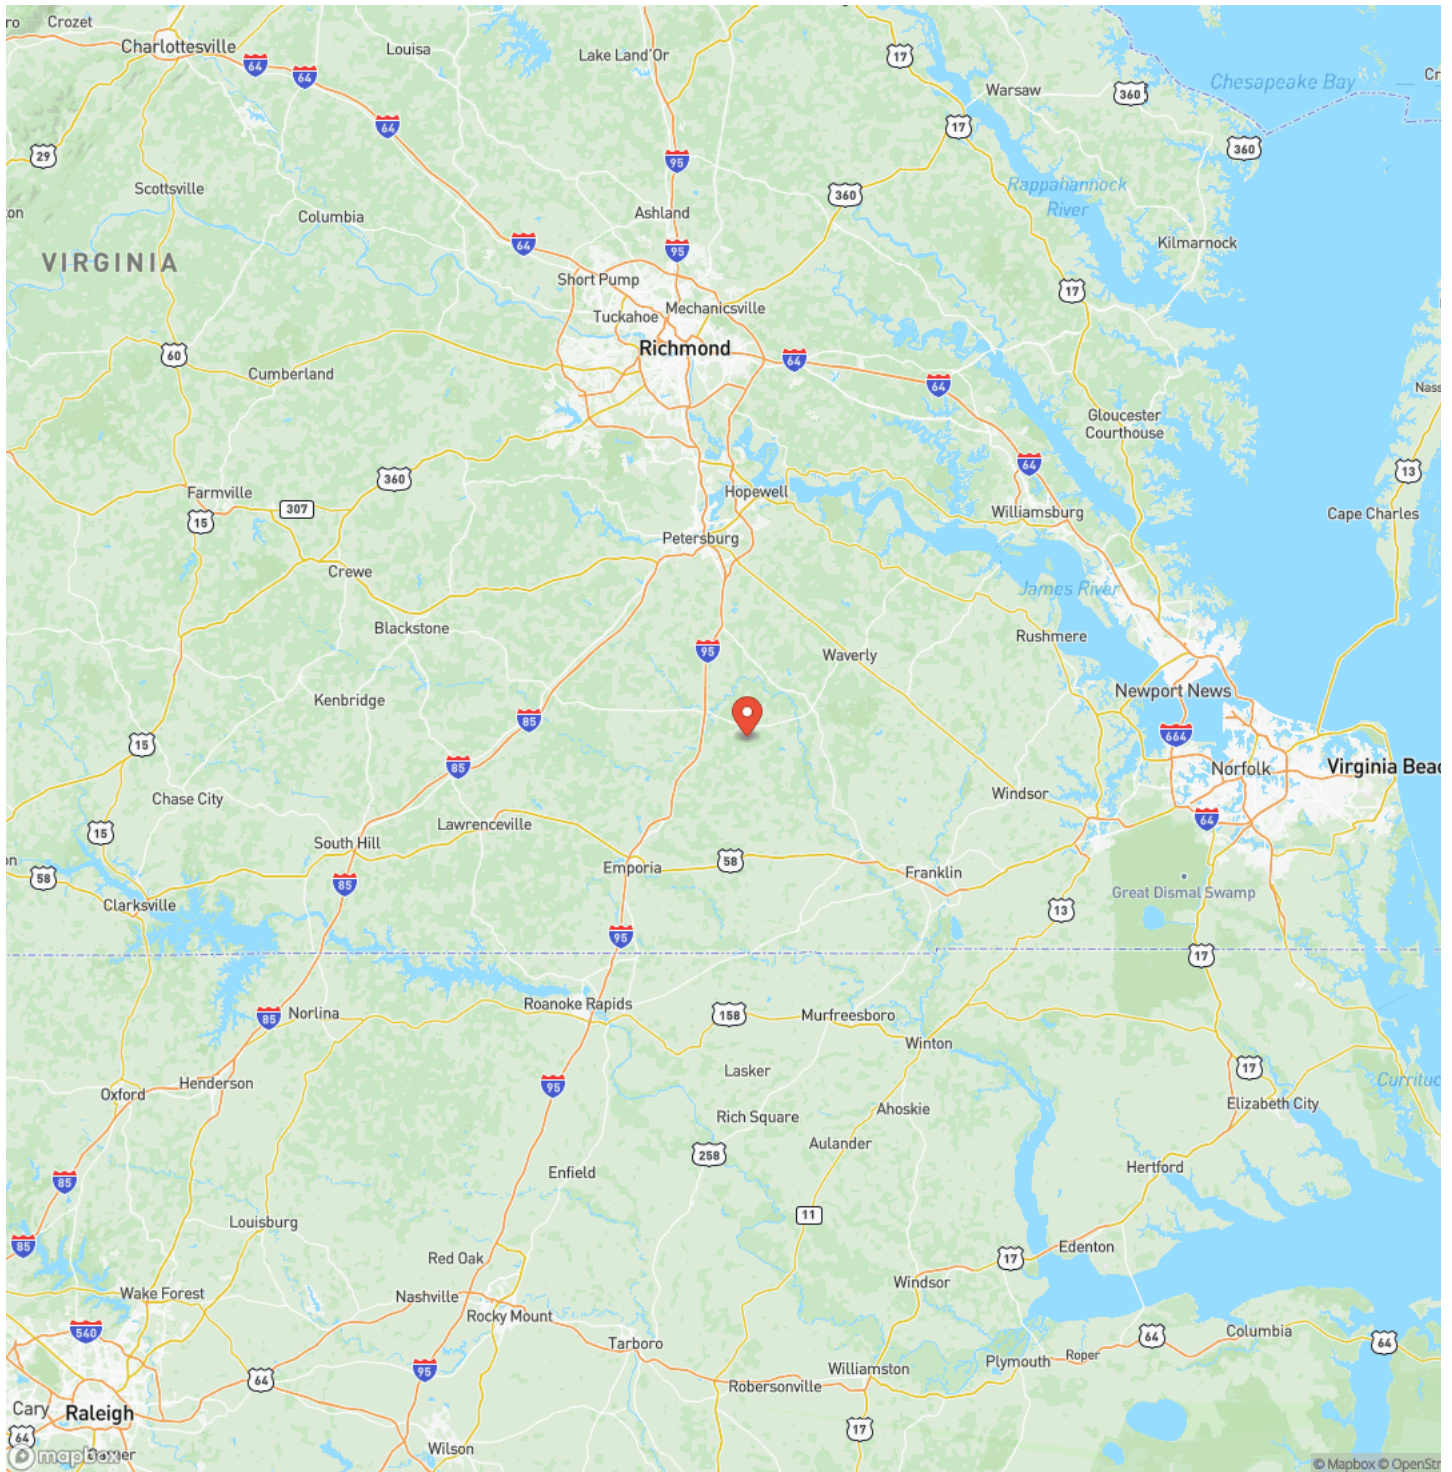 ro
Crozet
Charlottesville
64
64
Louisa
Lake Land'Or
17
Warsaw
360
Chesapeake Bay
64
17
29
95
360
Scottsville
360
Rappahannock
River
on
Columbia
Ashland
64
95
Kilmarnock
VIRGINIA
Short Pump
17
Mechanicsville
Tuckahoe
Richmond
60
64
Cumberland
64
Nass
Gloucester
Courthouse
64
13
360
Farmville
Hopewell
307
15
Williamsburg
Cape Charles
Petersburg
Crewe
James River
Blackstone
Rushmere
95
Waverly
Kenbridge
Newport News
85
664
15
85
Norfolk
Virginia Beac
Chase City
Windsor
64
Lawrenceville
15
South Hill
58
Emporia
Franklin
on
58
85
Great Dismal Swamp
Clarksville
13
95
17
Roanoke Rapids
Norlina
85
158
Murfreesboro
Winton
Lasker
17
Henderson
95
Currituc
Oxford
Elizabeth City
Rich Square
Ahoskie
Aulander
258
Enfield
Hertford
85
11
Louisburg
85
Edenton
Red Oak
17
Windsor
Wake Forest
Nashville
Rocky Mount
540
Columbia
64
64
Tarboro
Roper
Plymouth
95
Williamston
64
Robersonville
Cary
Raleigh
17
64
Wilson
mapbox
© Mapbox © OpenStr